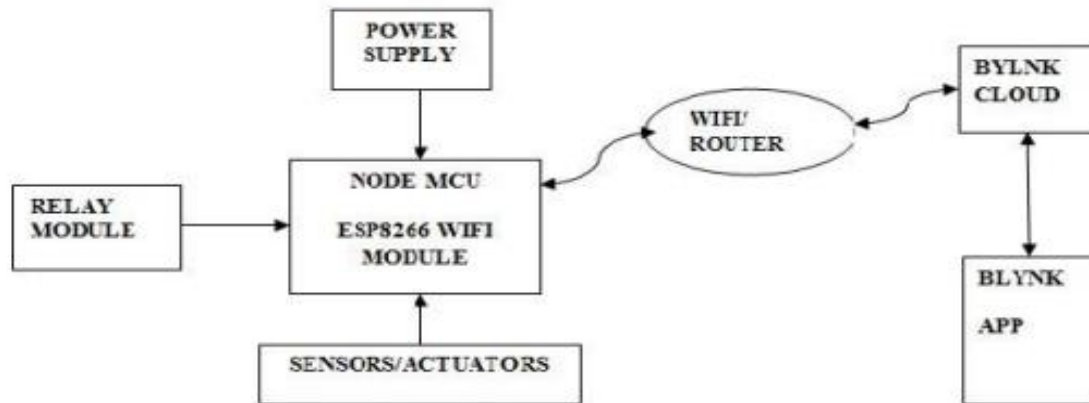 POWER
SUPPLY
BYLNK
CLOUD
WIFI/
ROUTER
NODE MCU
ESP8266 WIFI
MODULE
RELAY
MODULE
BLYNK
APP
SENSORS/ACTUATORS